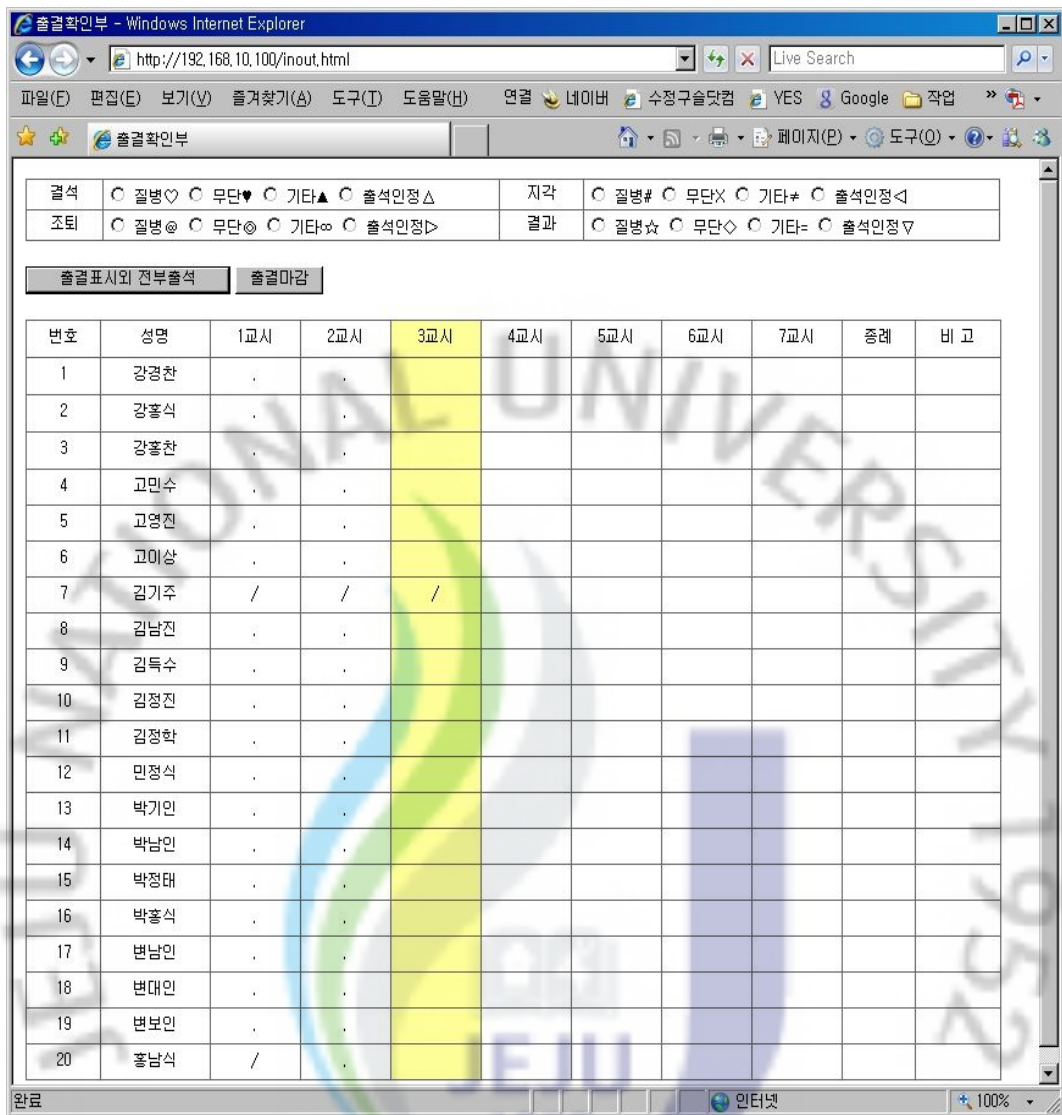 출결확인부 - Windows Internet Explorer
http://192.168.10.100/inout.html Live Search
파일(F) 편집(E) 보기(V) 즐겨찾기(A) 도구(T) 도움말(H) 연결 네이버 수정구슬닷컴 YES Google 작업 »
출결확인부 페이지(P) 도구(O)
결석 질병♡ 무단♥ 기타▲ 출석인정△ 지각 질병# 무단X 기타≠ 출석인정◁
조퇴 질병@ 무단◎ 기타∞ 출석인정▷ 결과 질병☆ 무단◇ 기타= 출석인정▽
출결표시외 전부출석 출결마감
번호 성명 1교시 2교시 3교시 4교시 5교시 6교시 7교시 종례 비 고
1 강경찬 . .
2 강홍식 . .
3 강홍찬 . .
4 고민수 . .
5 고영진 . .
6 고이상 . .
7 김기주 / / /
8 김남진 . .
9 김득수 . .
10 김정진 . .
11 김정학 . .
12 민정식 . .
13 박기인 . .
14 박남인 . .
15 박정태 . .
16 박홍식 . .
17 변남인 . .
18 변대인 . .
19 변보인 . .
20 홍남식 / .
완료 인터넷 100%
JEJU NATIONAL UNIVERSITY 1952
JEJU